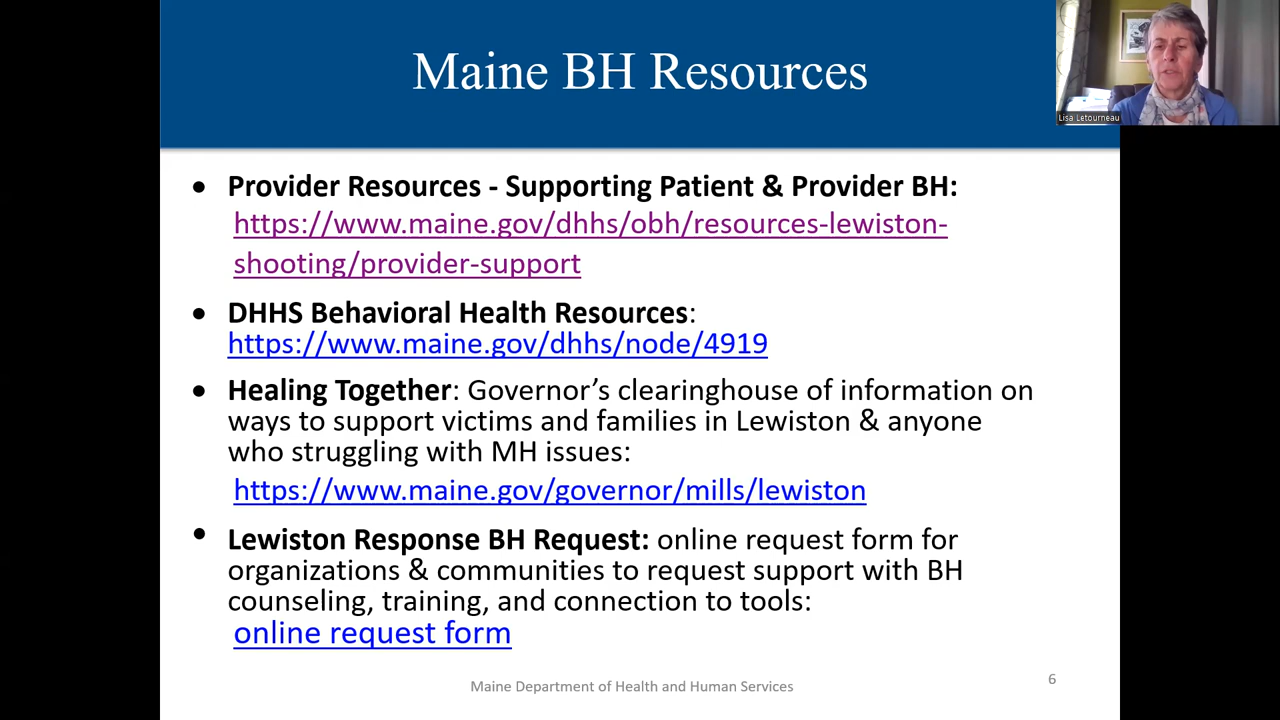 Maine BH Resources
Lisa Letourneau
• Provider Resources - Supporting Patient & Provider BH:
https://www.maine.gov/dhhs/obh/resources-lewiston-
shooting/provider-support
• DHHS Behavioral Health Resources:
https://www.maine.gov/dhhs/node/4919
• Healing Together: Governor’s clearinghouse of information on
ways to support victims and families in Lewiston & anyone
who struggling with MH issues:
https://www.maine.gov/governor/mills/lewiston
• Lewiston Response BH Request: online request form for
organizations & communities to request support with BH
counseling, training, and connection to tools:
online request form
Maine Department of Health and Human Services
6